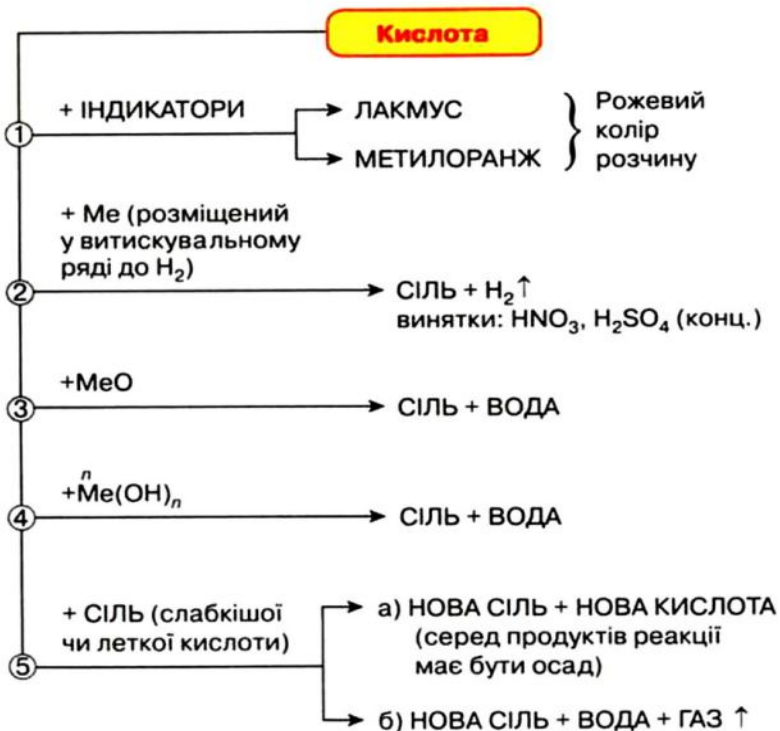 Кислота
① + ІНДИКАТОРИ
ЛАКМУС
МЕТИЛОРАНЖ
Рожевий
колір
розчину
+ Me (розміщений
у витискувальному
ряді до H₂)
②
СІЛЬ + H₂↑
винятки: HNO₃, H₂SO₄ (конц.)
+MeO
③
СІЛЬ + ВОДА
n
+Me(OH)ₙ
④
СІЛЬ + ВОДА
+ СІЛЬ (слабкішої
чи леткої кислоти)
⑤
а) НОВА СІЛЬ + НОВА КИСЛОТА
(серед продуктів реакції
має бути осад)
б) НОВА СІЛЬ + ВОДА + ГАЗ ↑